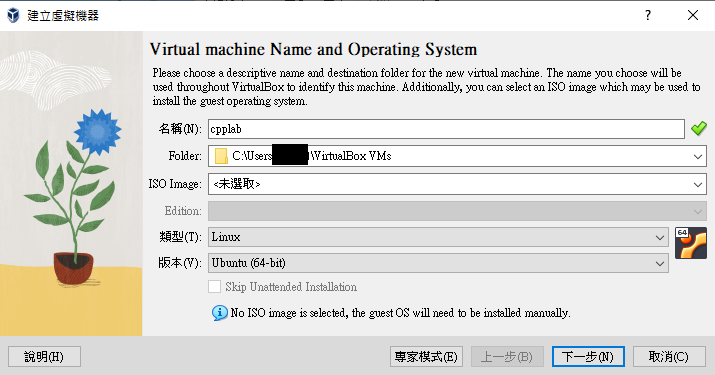 建立虛擬機器
Virtual machine Name and Operating System
Please choose a descriptive name and destination folder for the new virtual machine. The name you choose will be
used throughout VirtualBox to identify this machine. Additionally, you can select an ISO image which may be used to
install the guest operating system.
名稱(N): cpplab
Folder: C:\Users \VirtualBox VMs
ISO Image: <未選取>
Edition:
類型(T): Linux
64
版本(V): Ubuntu (64-bit)
Skip Unattended Installation
No ISO image is selected, the guest OS will need to be installed manually.
說明(H) 專家模式(E) 上一步(B) 下一步(N) 取消(C)